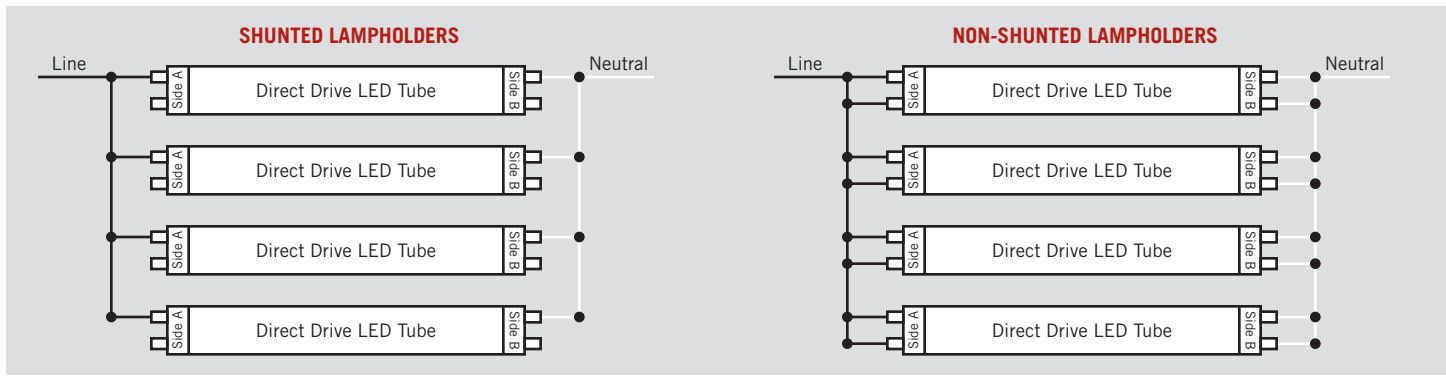 SHUNTED LAMPHOLDERS
Line
Neutral
Side A
Direct Drive LED Tube
Side B
Side A
Direct Drive LED Tube
Side B
Side A
Direct Drive LED Tube
Side B
Side A
Direct Drive LED Tube
Side B
NON-SHUNTED LAMPHOLDERS
Line
Neutral
Side A
Direct Drive LED Tube
Side B
Side A
Direct Drive LED Tube
Side B
Side A
Direct Drive LED Tube
Side B
Side A
Direct Drive LED Tube
Side B